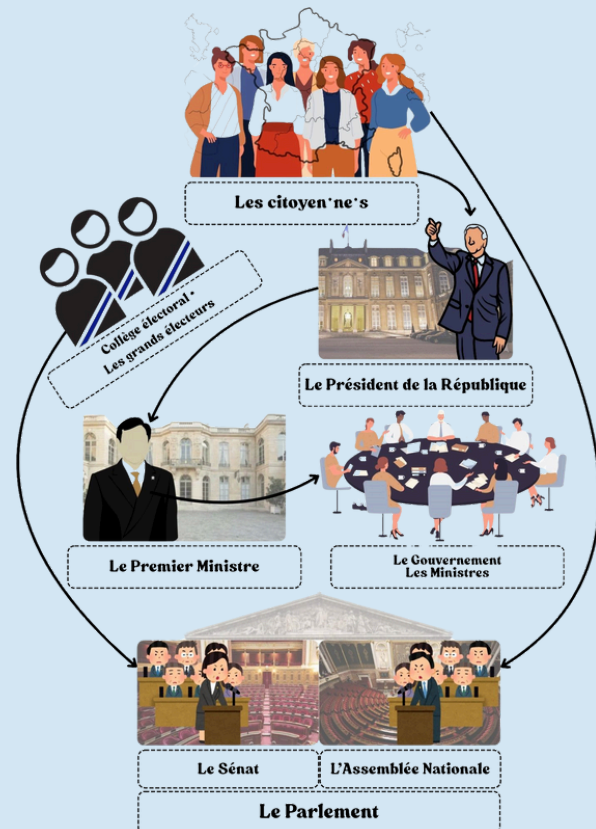 Les citoyen·ne·s
Collège électoral •
Les grands électeurs
Le Président de la République
Le Premier Ministre
Le Gouvernement
Les Ministres
Le Sénat
L'Assemblée Nationale
Le Parlement